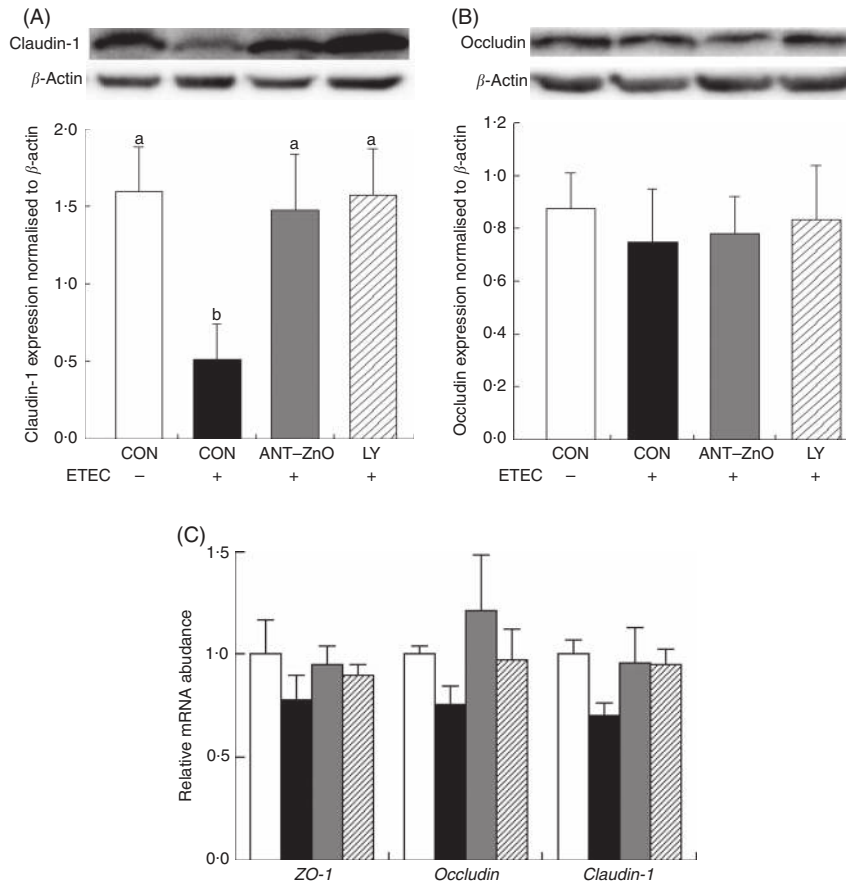 (A)
Claudin-1
β-Actin
Claudin-1 expression normalised to β-actin
2·0
1·5
1·0
0·5
0·0
a
b
a
a
CON CON ANT–ZnO LY
ETEC – + + +
(B)
Occludin
β-Actin
Occludin expression normalised to β-actin
1·2
1·0
0·8
0·6
0·4
0·2
0·0
CON CON ANT–ZnO LY
ETEC – + + +
(C)
Relative mRNA abudance
1·5
1·0
0·5
0·0
ZO-1 Occludin Claudin-1